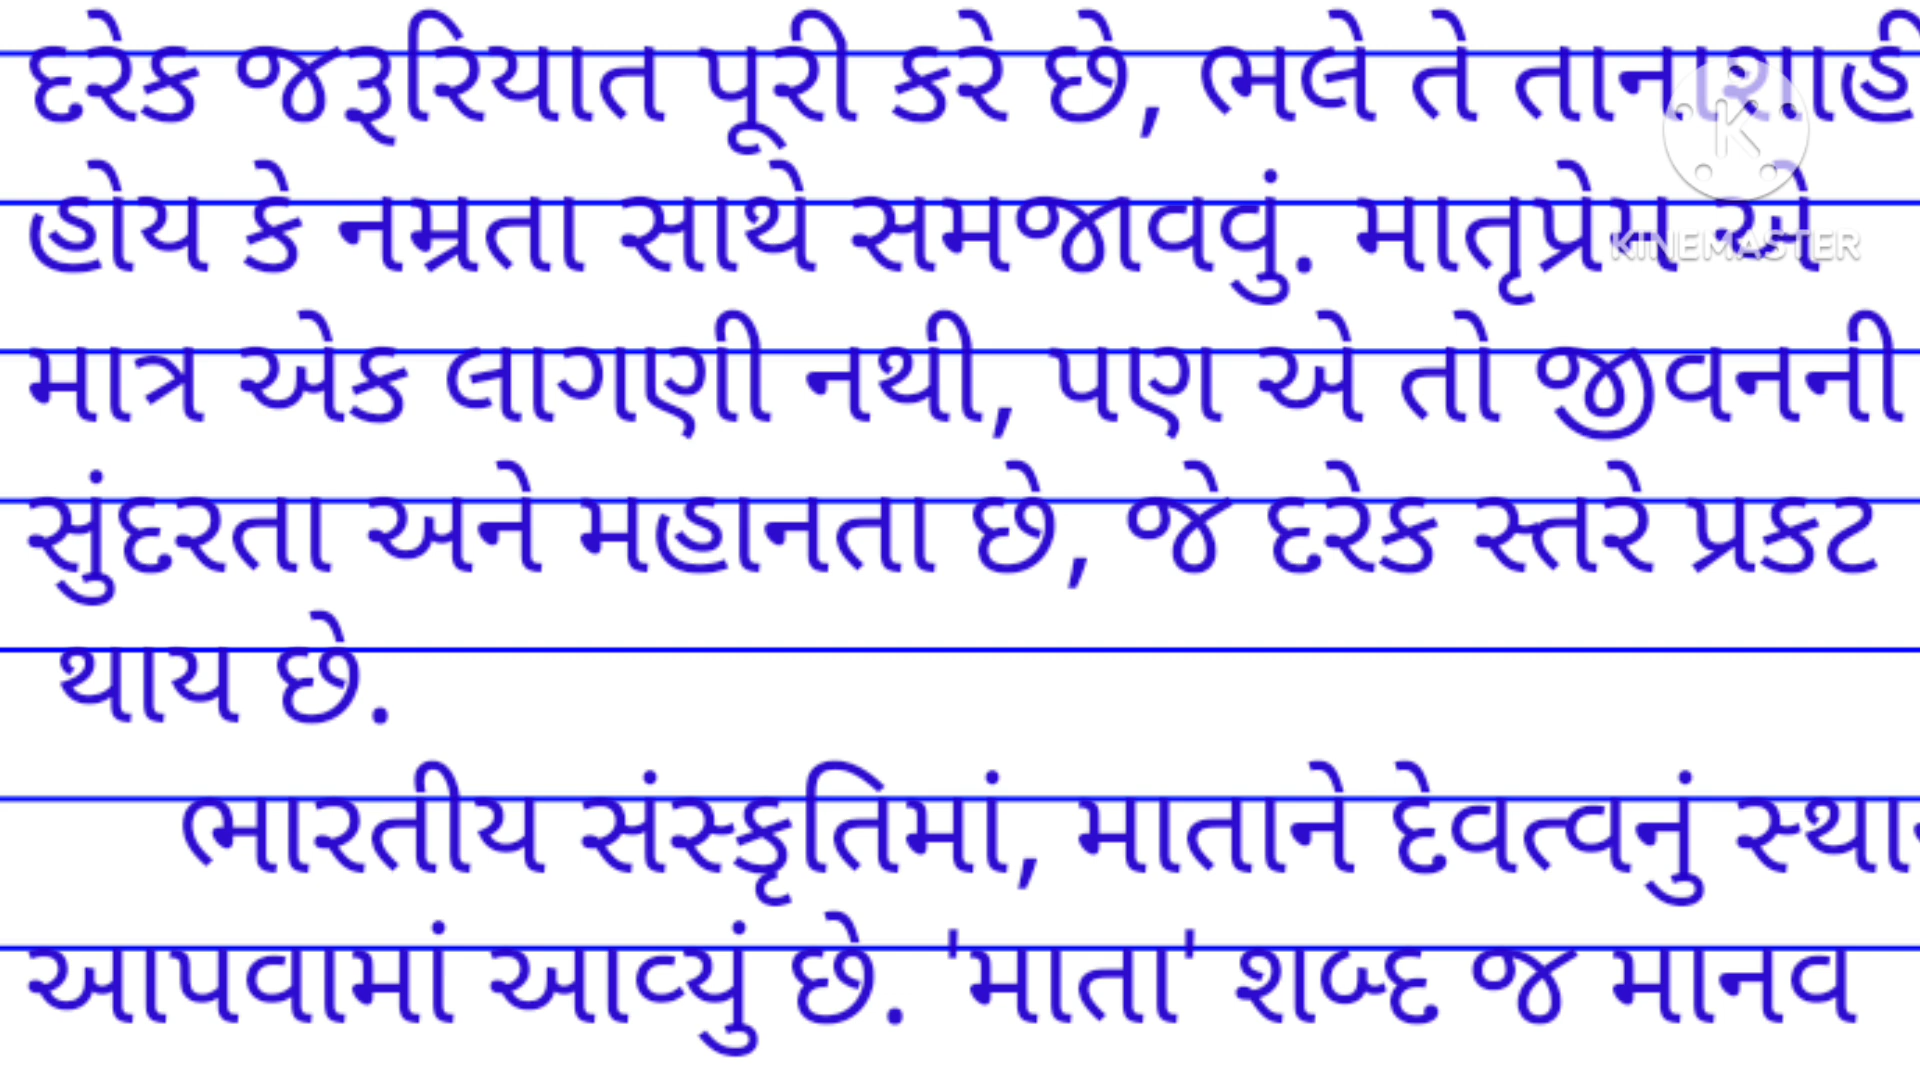 દરેક જરૂરિયાત પૂરી કરે છે, ભલે તે
હોય કે નમ્રતા સાથે સમજાવવું. માતૃપ્રેમ એ
KINEMASTER
માત્ર એક લાગણી નથી, પણ એ તો જીવનની
સુંદરતા અને મહાનતા છે, જે દરેક સ્તરે પ્રકટ
થાય છે.
ભારતીય સંસ્કૃતિમાં, માતાને દેવત્વનું
આપવામાં આવ્યું છે. 'માતા' શબ્દ જ માનવ